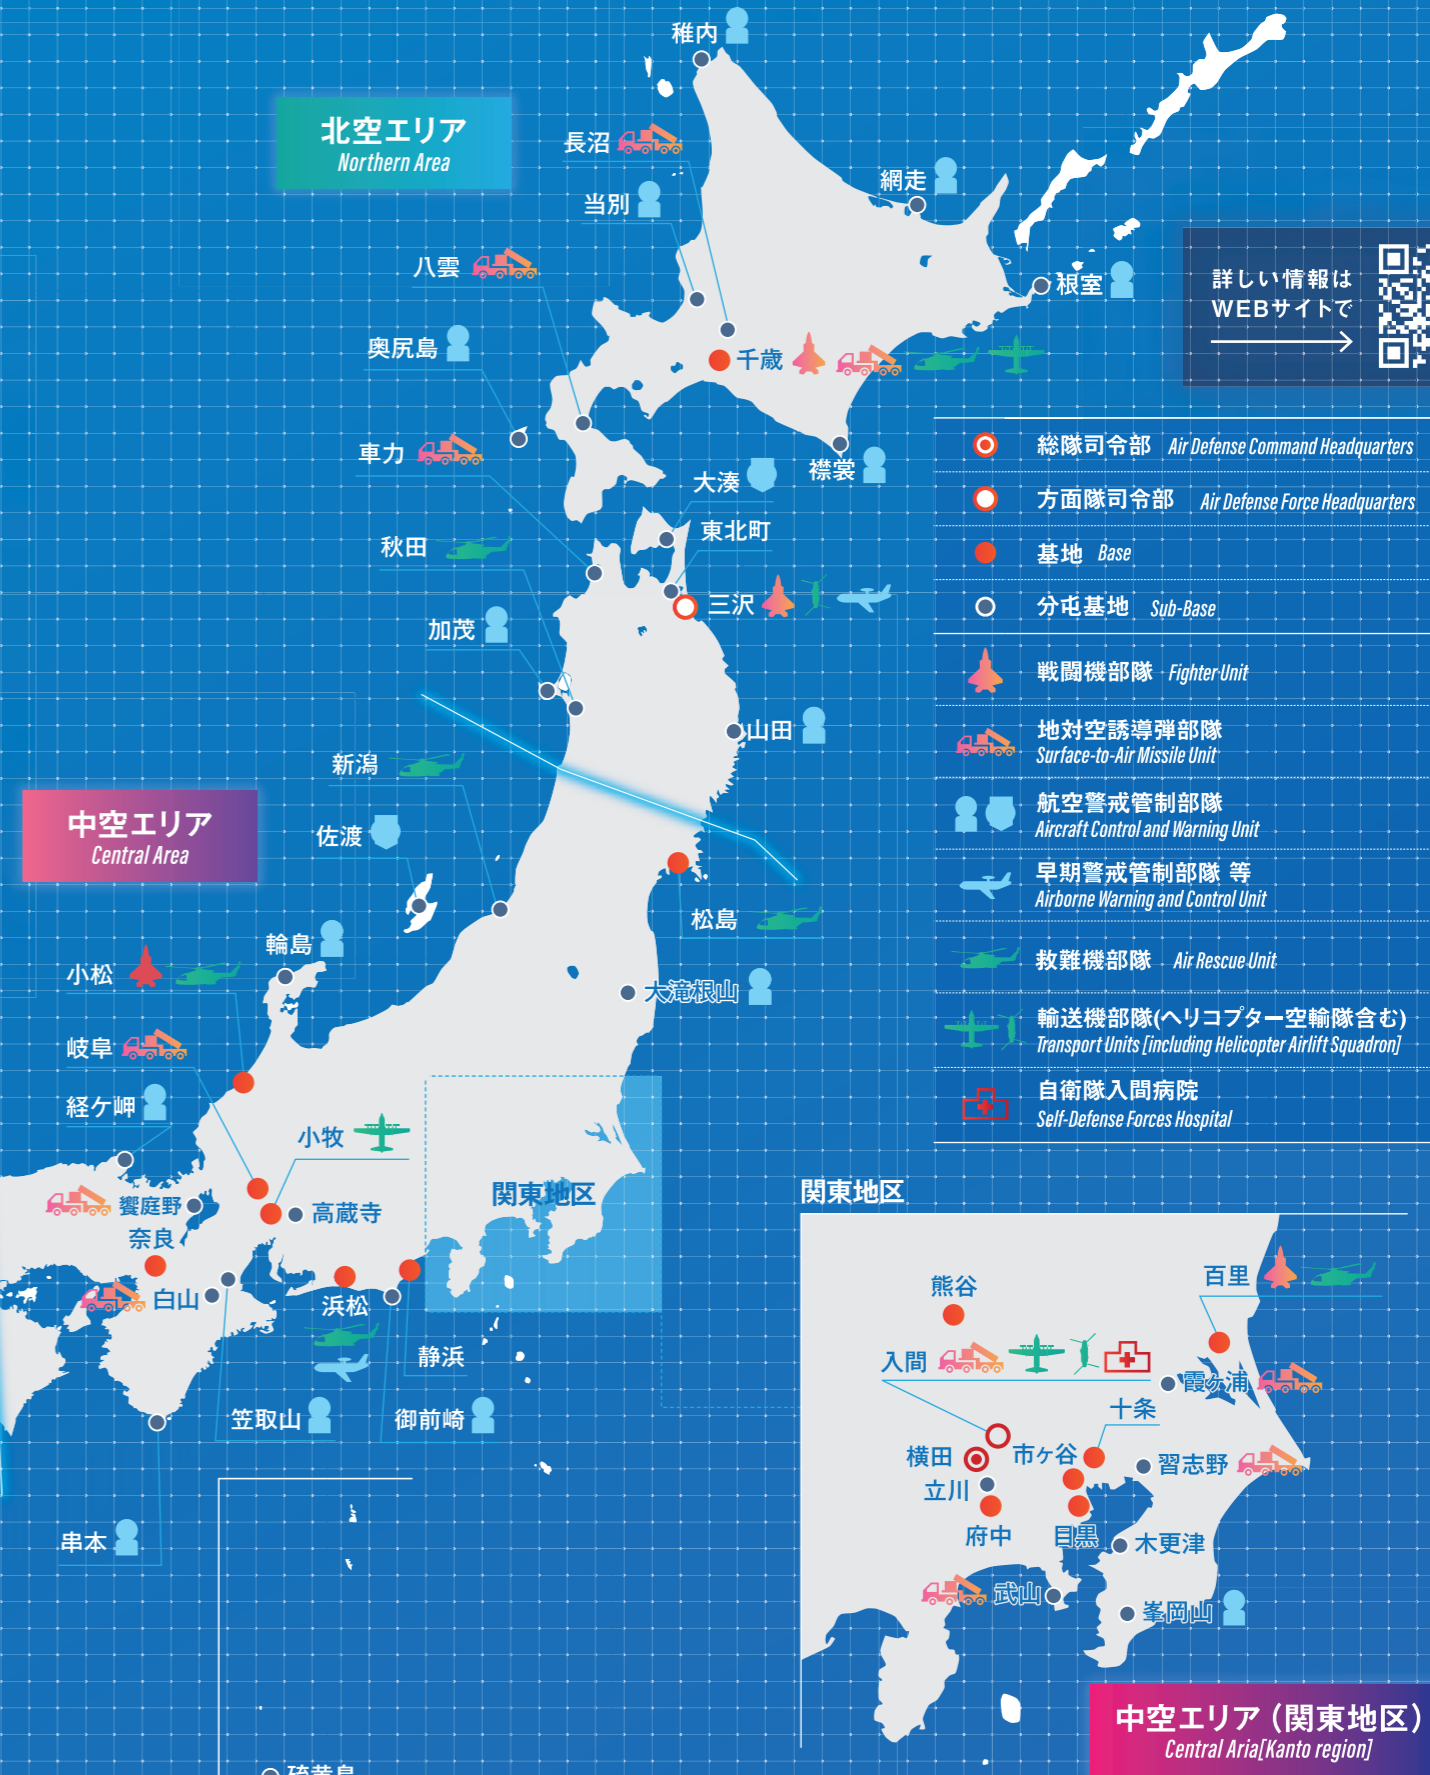 稚内
北空エリア
Northern Area
長沼
当別
網走
八雲
根室
詳しい情報は
WEBサイトで
奥尻島
千歳
車力
襟裳
大湊
東北町
秋田
三沢
加茂
山田
総隊司令部 Air Defense Command Headquarters
方面隊司令部 Air Defense Force Headquarters
基地 Base
分屯基地 Sub-Base
戦闘機部隊 Fighter Unit
地対空誘導弾部隊
Surface-to-Air Missile Unit
航空警戒管制部隊
Aircraft Control and Warning Unit
早期警戒管制部隊 等
Airborne Warning and Control Unit
救難機部隊 Air Rescue Unit
輸送機部隊(ヘリコプター空輸隊含む)
Transport Units [including Helicopter Airlift Squadron]
自衛隊入間病院
Self-Defense Forces Hospital
新潟
中空エリア
Central Area
佐渡
松島
輪島
小松
大滝根山
岐阜
経ケ岬
小牧
饗庭野
高蔵寺
奈良
白山
浜松
静浜
笠取山
御前崎
串本
硫黄島
関東地区
関東地区
熊谷
百里
入間
霞ヶ浦
十条
横田
市ヶ谷
習志野
立川
府中
目黒
木更津
武山
峯岡山
中空エリア（関東地区）
Central Aria[Kanto region]